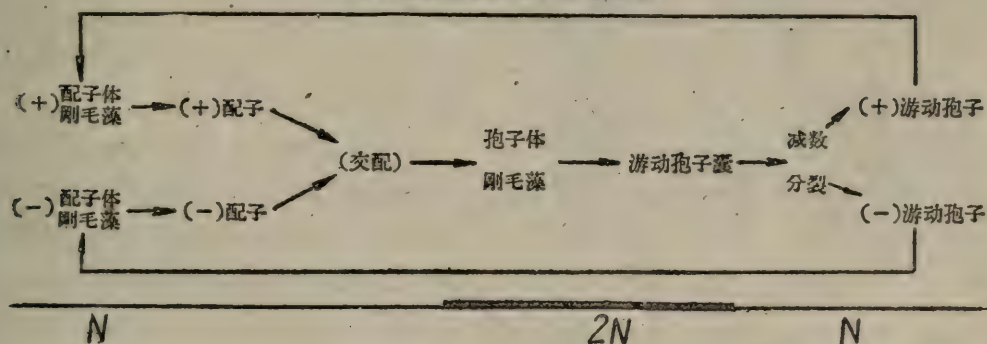 (+)配子体
刚毛藻
(+)配子
(交配)
孢子体
刚毛藻
游动孢子囊
减数
分裂
(+)游动孢子
(-)配子体
刚毛藻
(-)配子
(-)游动孢子
N
2N
N